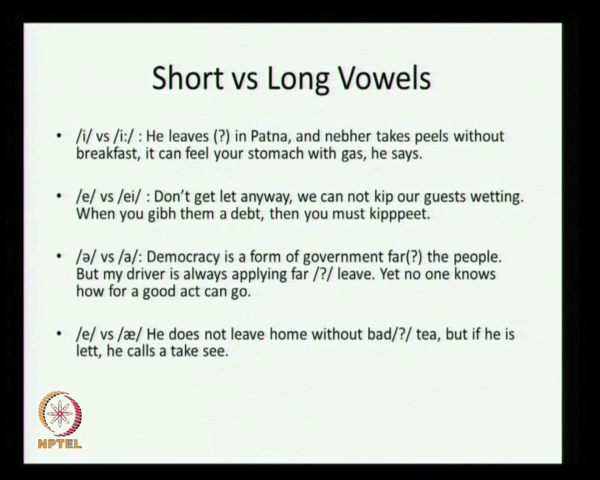 Short vs Long Vowels
• /i/ vs /i:/ : He leaves (?) in Patna, and nebher takes peels without
breakfast, it can feel your stomach with gas, he says.
• /e/ vs /ei/ : Don't get let anyway, we can not kip our guests wetting.
When you gibh them a debt, then you must kipppeet.
• /ə/ vs /a/: Democracy is a form of government far(?) the people.
But my driver is always applying far /?/ leave. Yet no one knows
how for a good act can go.
• /e/ vs /æ/ He does not leave home without bad/?/ tea, but if he is
lett, he calls a take see.
NPTEL